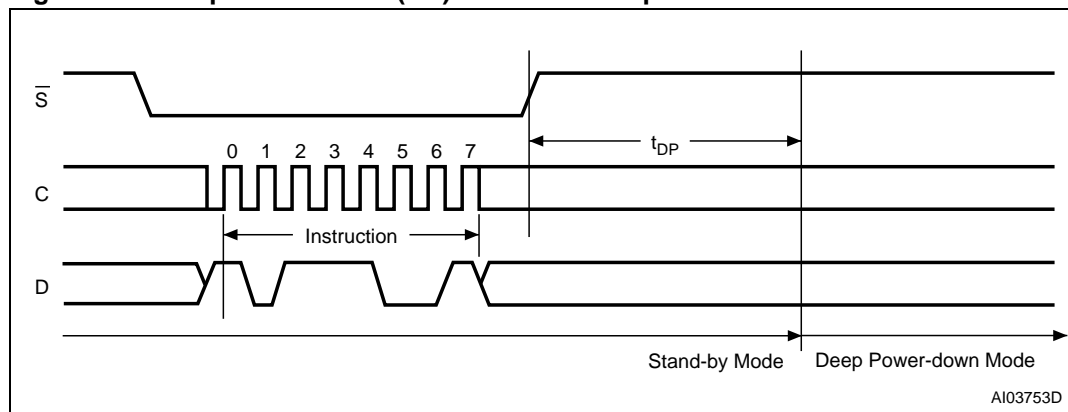 S̅
0 1 2 3 4 5 6 7
tDP
C
Instruction
D
Stand-by Mode
Deep Power-down Mode
AI03753D